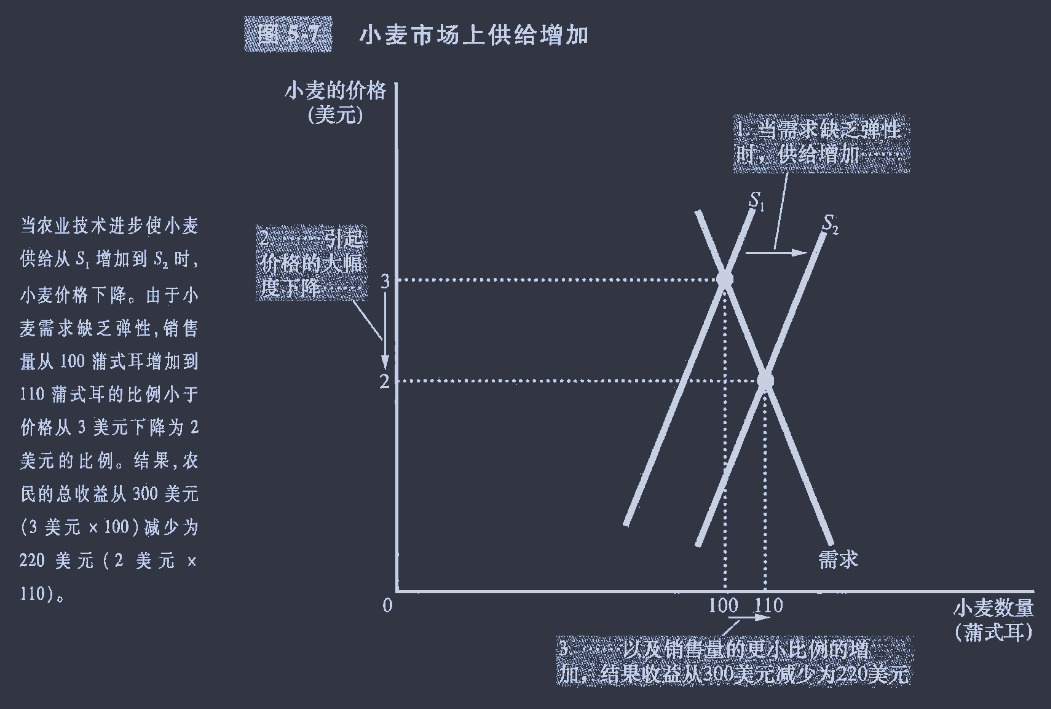 图 5-7 小麦市场上供给增加
小麦的价格
(美元)
1. 当需求缺乏弹性
时，供给增加……
S₁
S₂
2. ……引起
价格的大幅
度下降……
3
2
当农业技术进步使小麦
供给从 S₁ 增加到 S₂ 时,
小麦价格下降。由于小
麦需求缺乏弹性,销售
量从 100 蒲式耳增加到
110 蒲式耳的比例小于
价格从 3 美元下降为 2
美元的比例。结果,农
民的总收益从 300 美元
(3 美元 × 100) 减少为
220 美元 (2 美元 ×
110)。
需求
0
100
110
小麦数量
(蒲式耳)
3. ……以及销售量的更小比例的增
加，结果收益从300美元减少为220美元